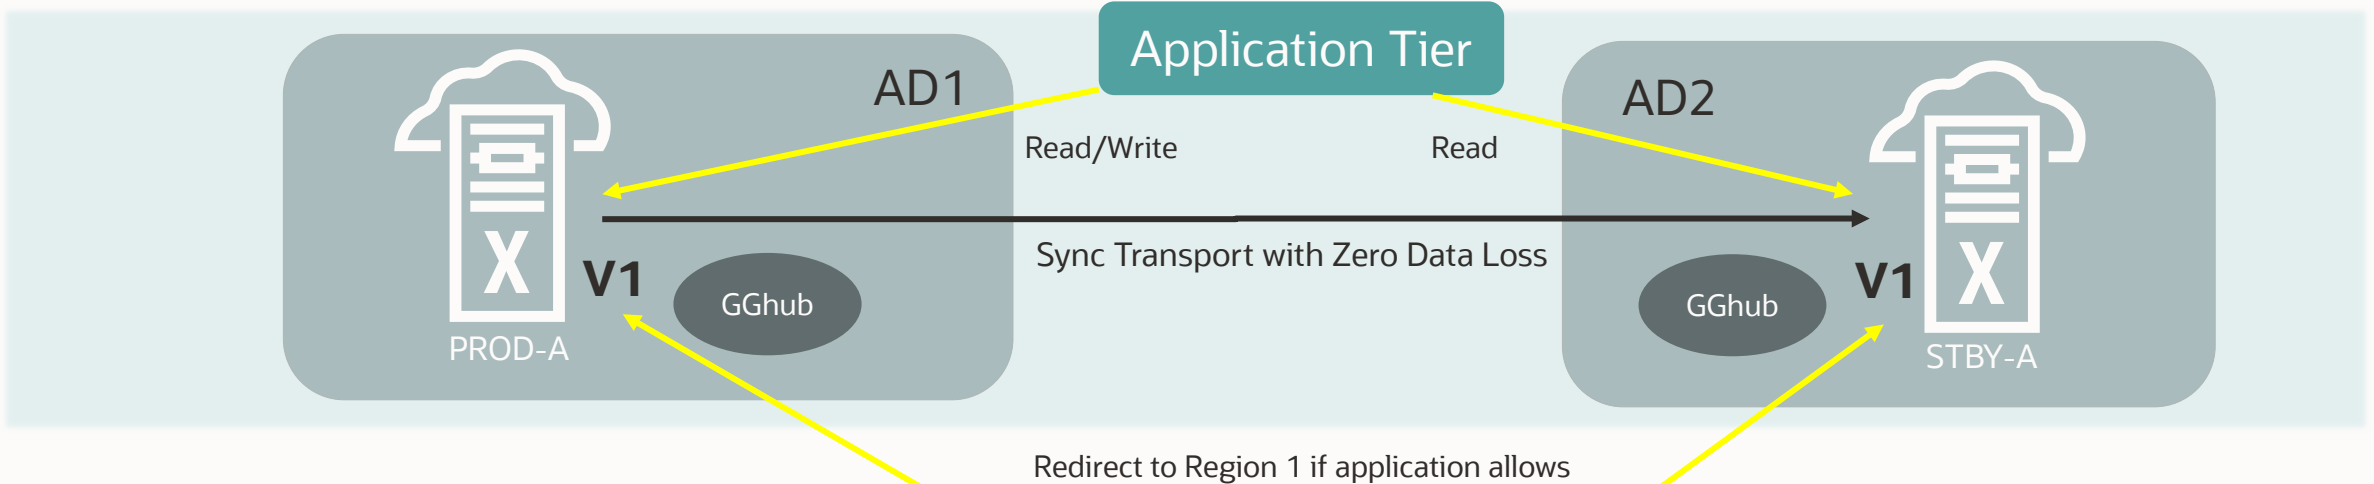 Application Tier
AD1
AD2
Read/Write
Read
Sync Transport with Zero Data Loss
X
V1
GGhub
PROD-A
GGhub
V1
X
STBY-A
Redirect to Region 1 if application allows